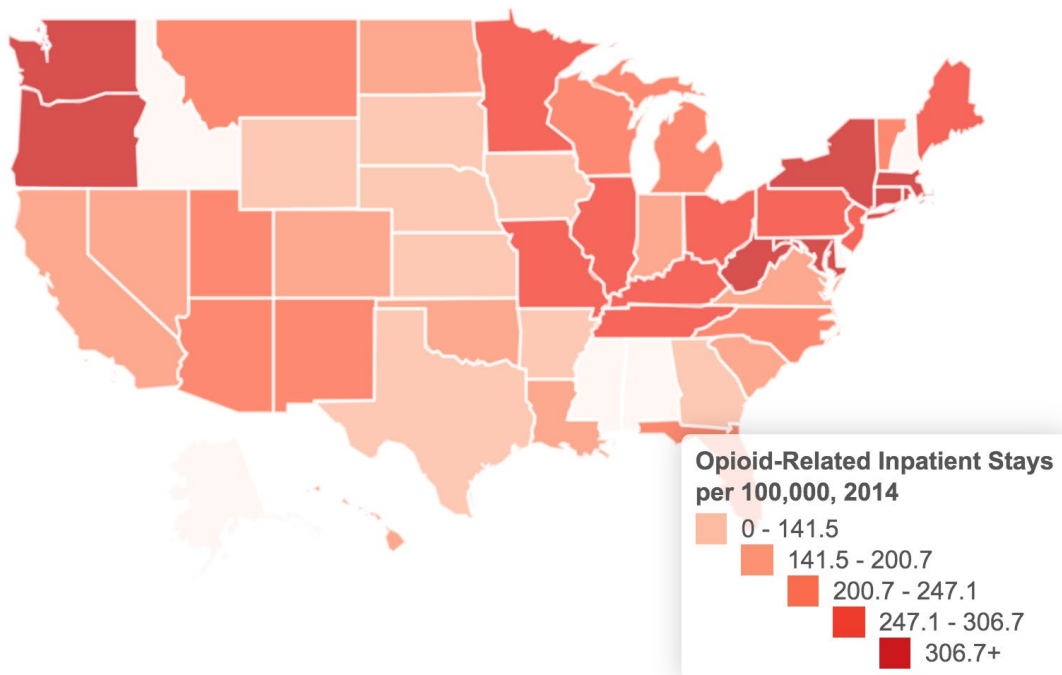 Opioid-Related Inpatient Stays
per 100,000, 2014
0 - 141.5
141.5 - 200.7
200.7 - 247.1
247.1 - 306.7
306.7+